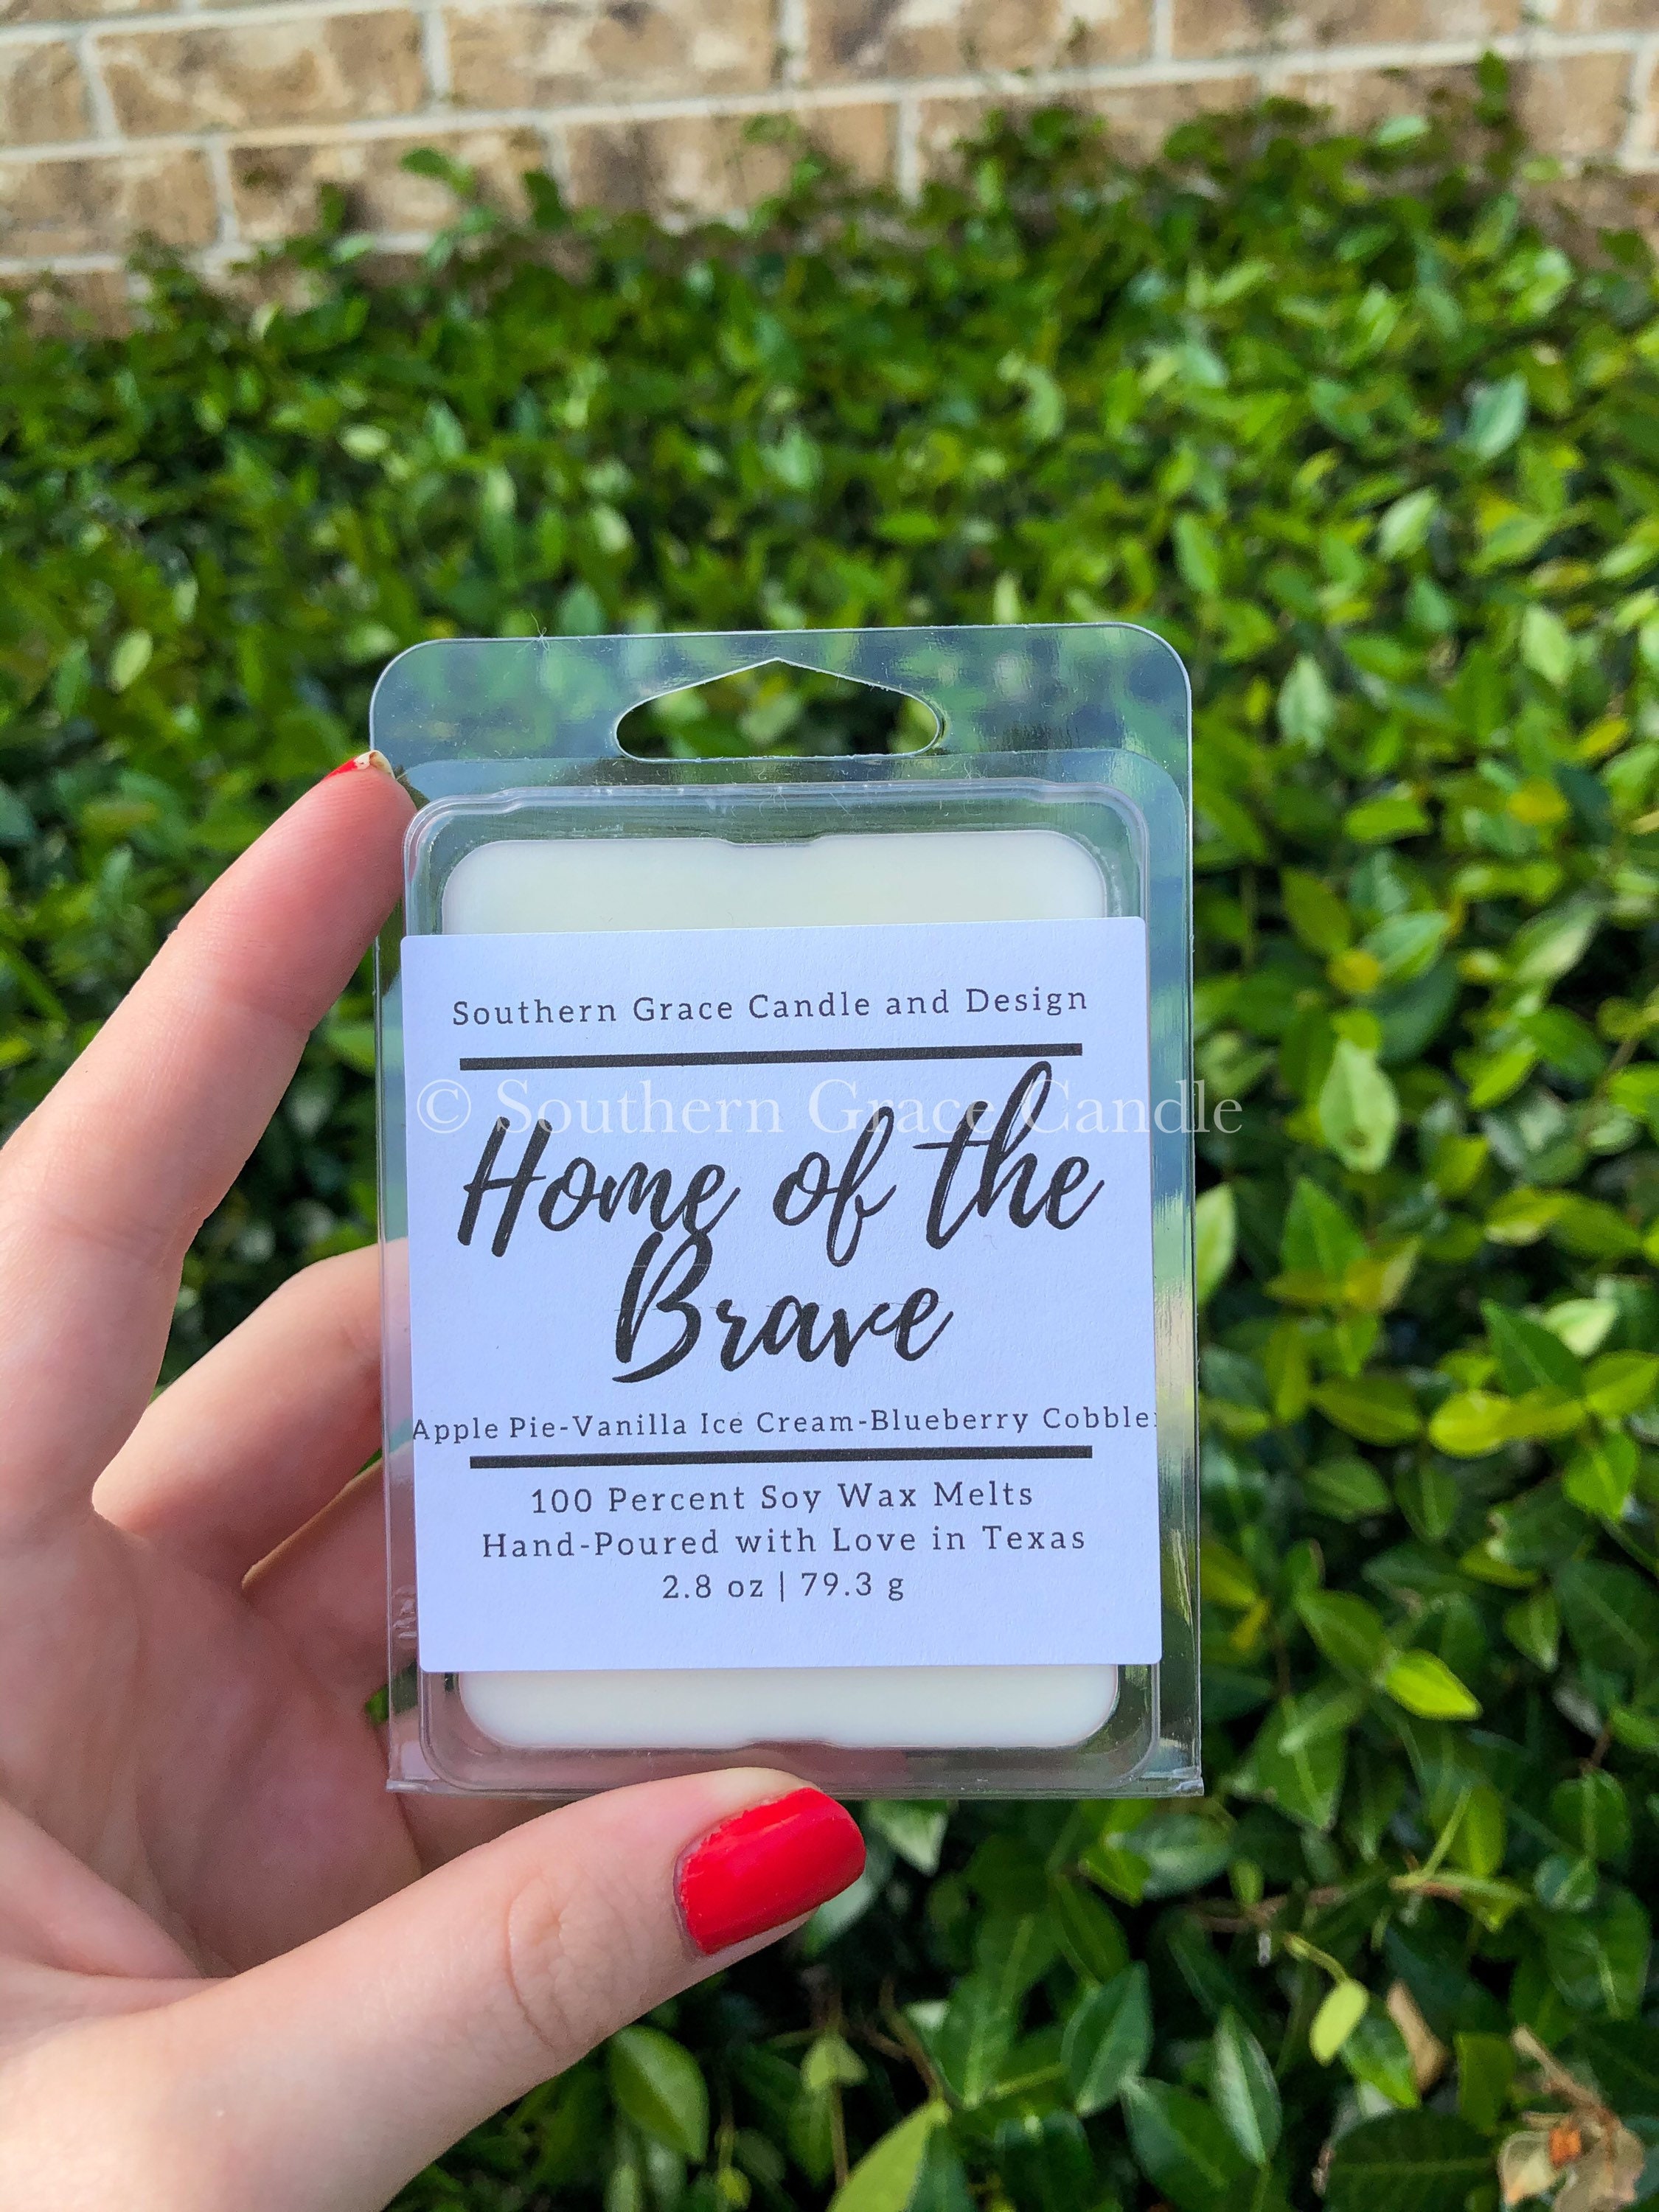 Southern Grace Candle and Design
© Southern Grace Candle
Home of the
Brave
Apple Pie-Vanilla Ice Cream-Blueberry Cobbler
100 Percent Soy Wax Melts
Hand-Poured with Love in Texas
2.8 oz | 79.3 g